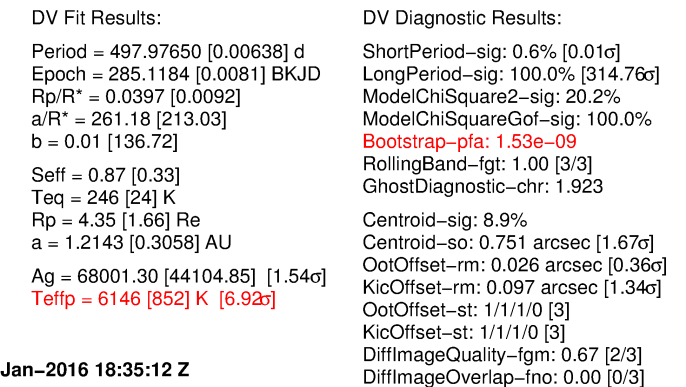 DV Fit Results:
Period = 497.97650 [0.00638] d
Epoch = 285.1184 [0.0081] BKJD
Rp/R* = 0.0397 [0.0092]
a/R* = 261.18 [213.03]
b = 0.01 [136.72]
Seff = 0.87 [0.33]
Teq = 246 [24] K
Rp = 4.35 [1.66] Re
a = 1.2143 [0.3058] AU
Ag = 68001.30 [44104.85] [1.54σ]
Teffp = 6146 [852] K [6.92σ]
Jan−2016 18:35:12 Z
DV Diagnostic Results:
ShortPeriod−sig: 0.6% [0.01σ]
LongPeriod−sig: 100.0% [314.76σ]
ModelChiSquare2−sig: 20.2%
ModelChiSquareGof−sig: 100.0%
Bootstrap−pfa: 1.53e−09
RollingBand−fgt: 1.00 [3/3]
GhostDiagnostic−chr: 1.923
Centroid−sig: 8.9%
Centroid−so: 0.751 arcsec [1.67σ]
OotOffset−rm: 0.026 arcsec [0.36σ]
KicOffset−rm: 0.097 arcsec [1.34σ]
OotOffset−st: 1/1/1/0 [3]
KicOffset−st: 1/1/1/0 [3]
DiffImageQuality−fgm: 0.67 [2/3]
DiffImageOverlap−fno: 0.00 [0/3]